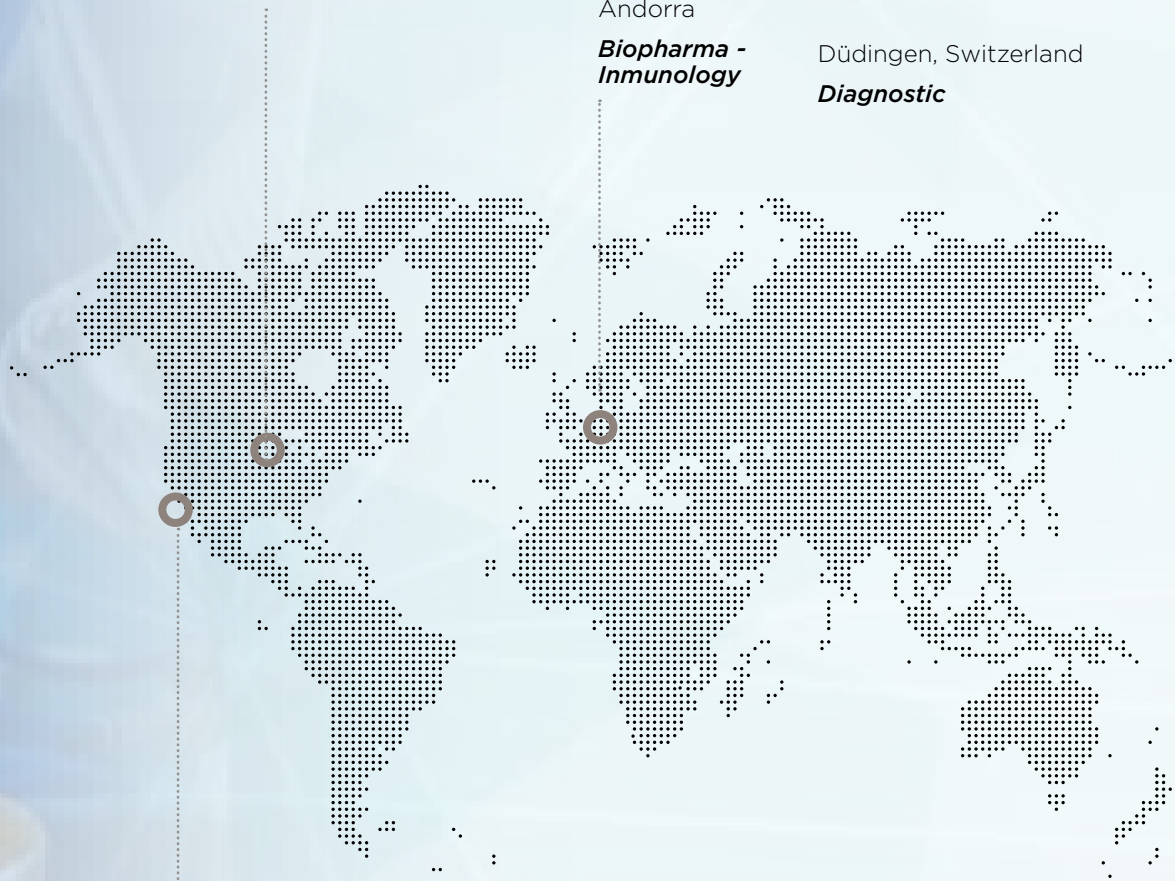 Andorra
Biopharma -
Inmunology
Düdingen, Switzerland
Diagnostic